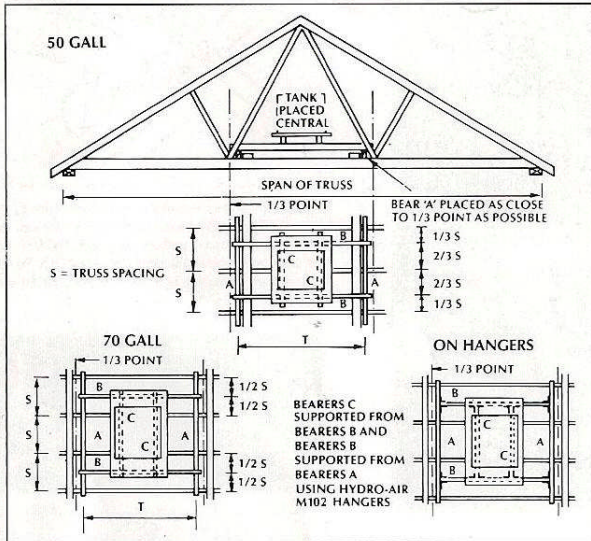 50 GALL
TANK
PLACED
CENTRAL
SPAN OF TRUSS
1/3 POINT
BEAR 'A' PLACED AS CLOSE
TO 1/3 POINT AS POSSIBLE
S
S
S = TRUSS SPACING
A
B
C
C
B
A
1/3 S
2/3 S
2/3 S
1/3 S
T
70 GALL
1/3 POINT
S
S
S
B
C
A
C
A
B
1/2 S
1/2 S
1/2 S
1/2 S
T
BEARERS C
SUPPORTED FROM
BEARERS B AND
BEARERS B
SUPPORTED FROM
BEARERS A
USING HYDRO-AIR
M102 HANGERS
ON HANGERS
1/3 POINT
B
C
A
C
A
B